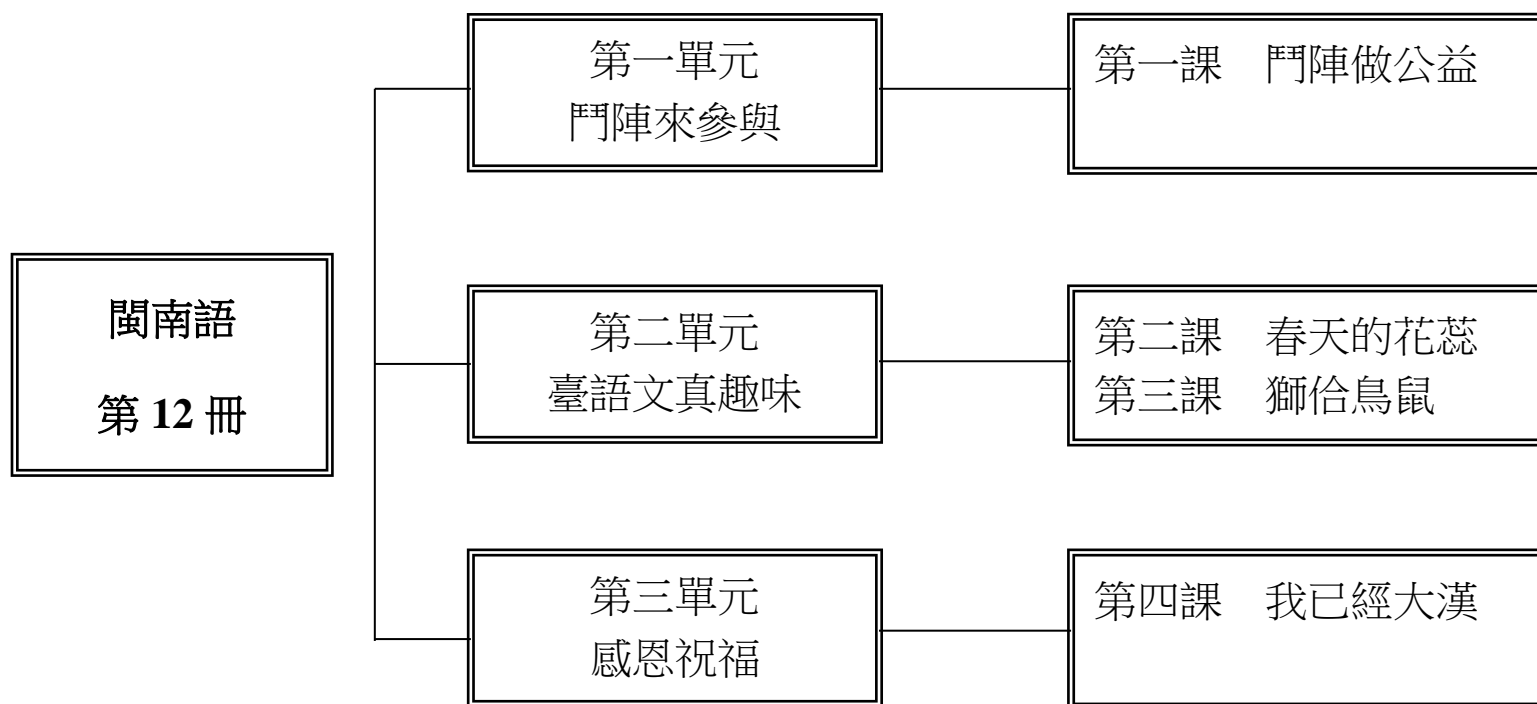 閩南語
第 12 冊
第一單元
鬥陣來參與
第一課　鬥陣做公益
第二單元
臺語文真趣味
第二課　春天的花蕊
第三課　獅佮鳥鼠
第三單元
感恩祝福
第四課　我已經大漢